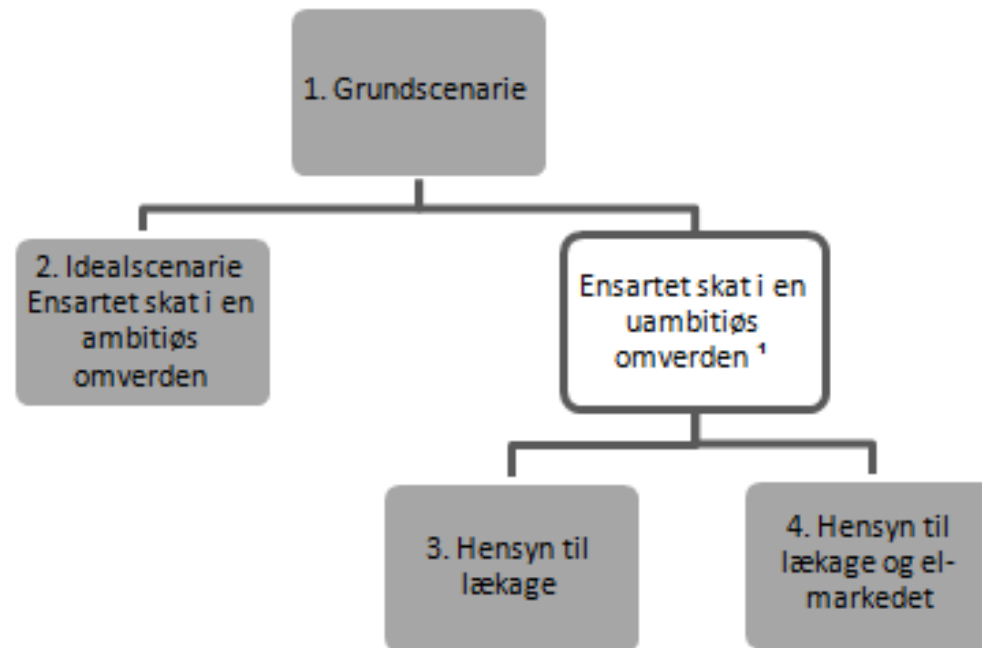 1. Grundscenarie
2. Idealscenarie
Ensartet skat i en
ambitiøs
omverden
Ensartet skat i en
uambitiøs
omverden ¹
3. Hensyn til
lækage
4. Hensyn til
lækage og el-
markedet